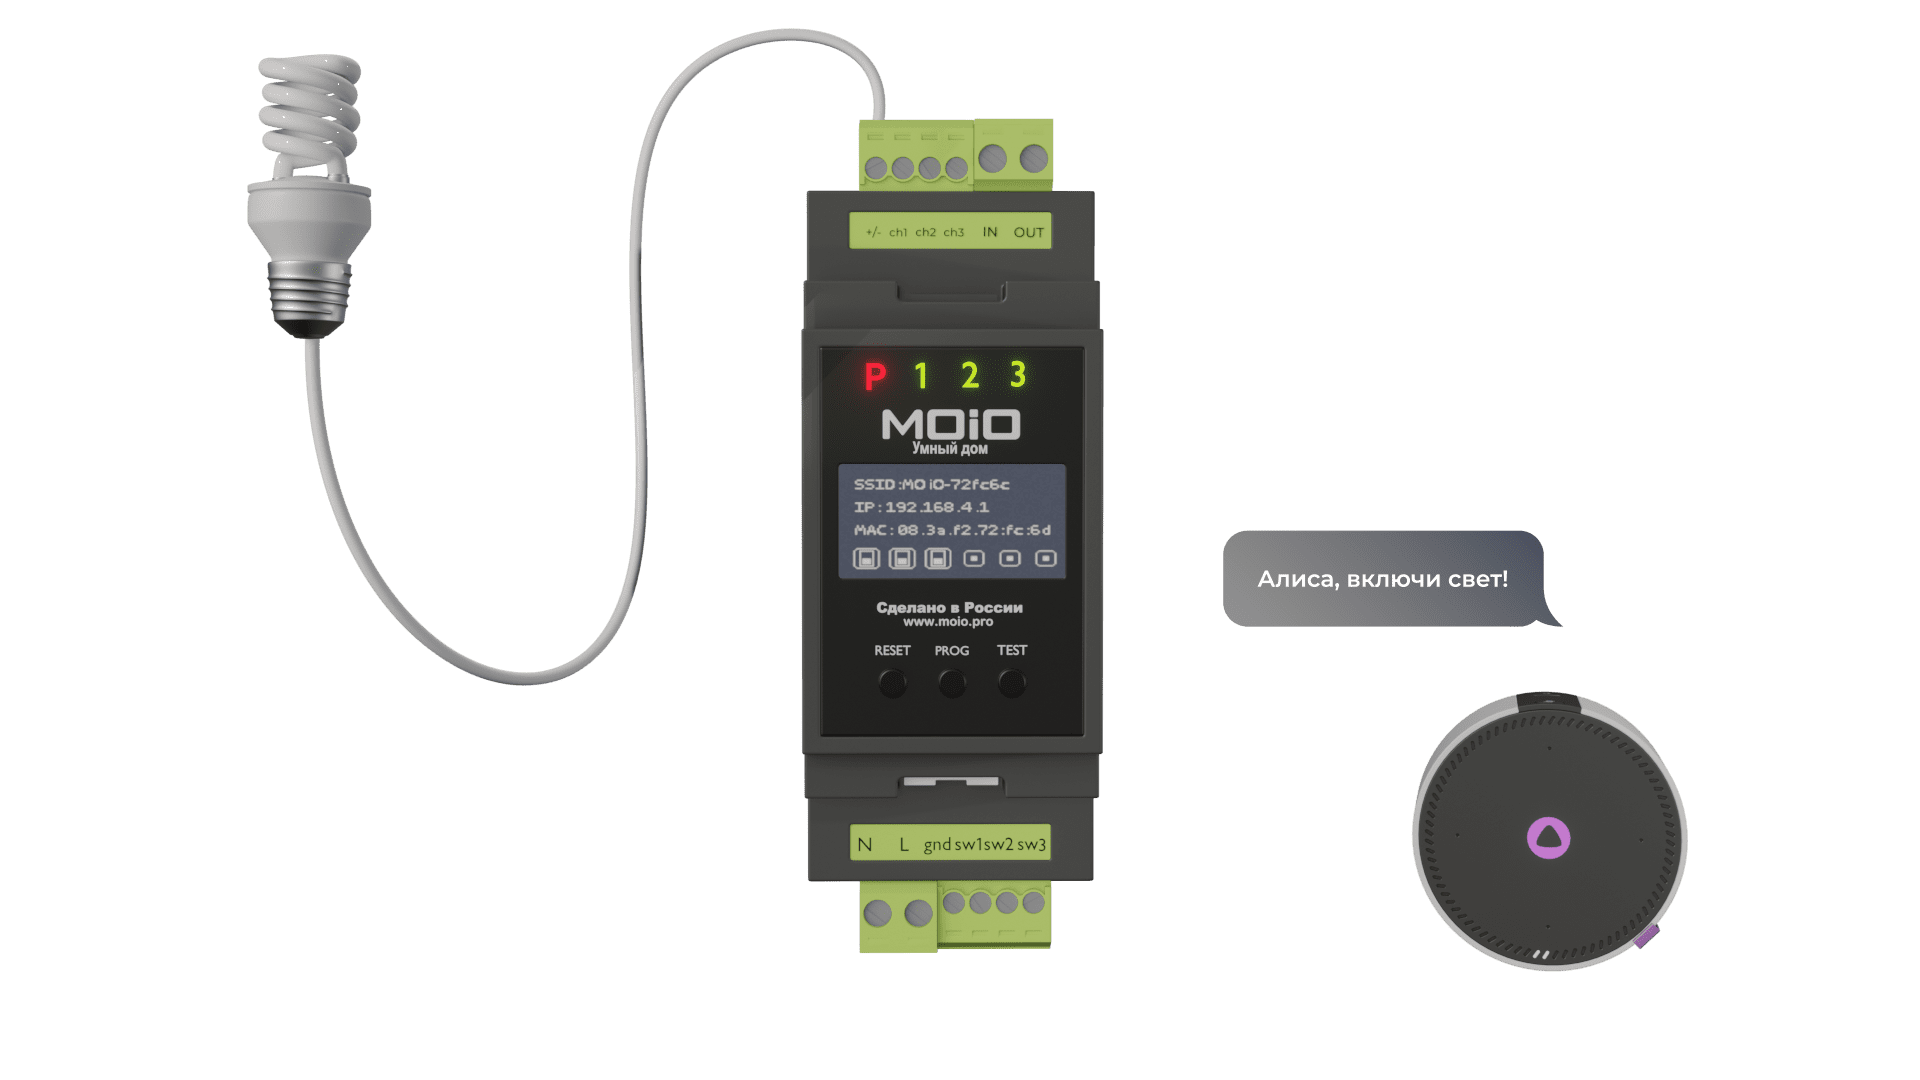 +/- ch1 ch2 ch3 IN OUT
P 1 2 3
MOiO
Умный дом
SSID:MOiO-72fc6c
IP:192.168.4.1
MAC:08.3a.f2.72:fc:6d
Сделано в России
www.moio.pro
RESET PROG TEST
N L gnd sw1 sw2 sw3
Алиса, включи свет!